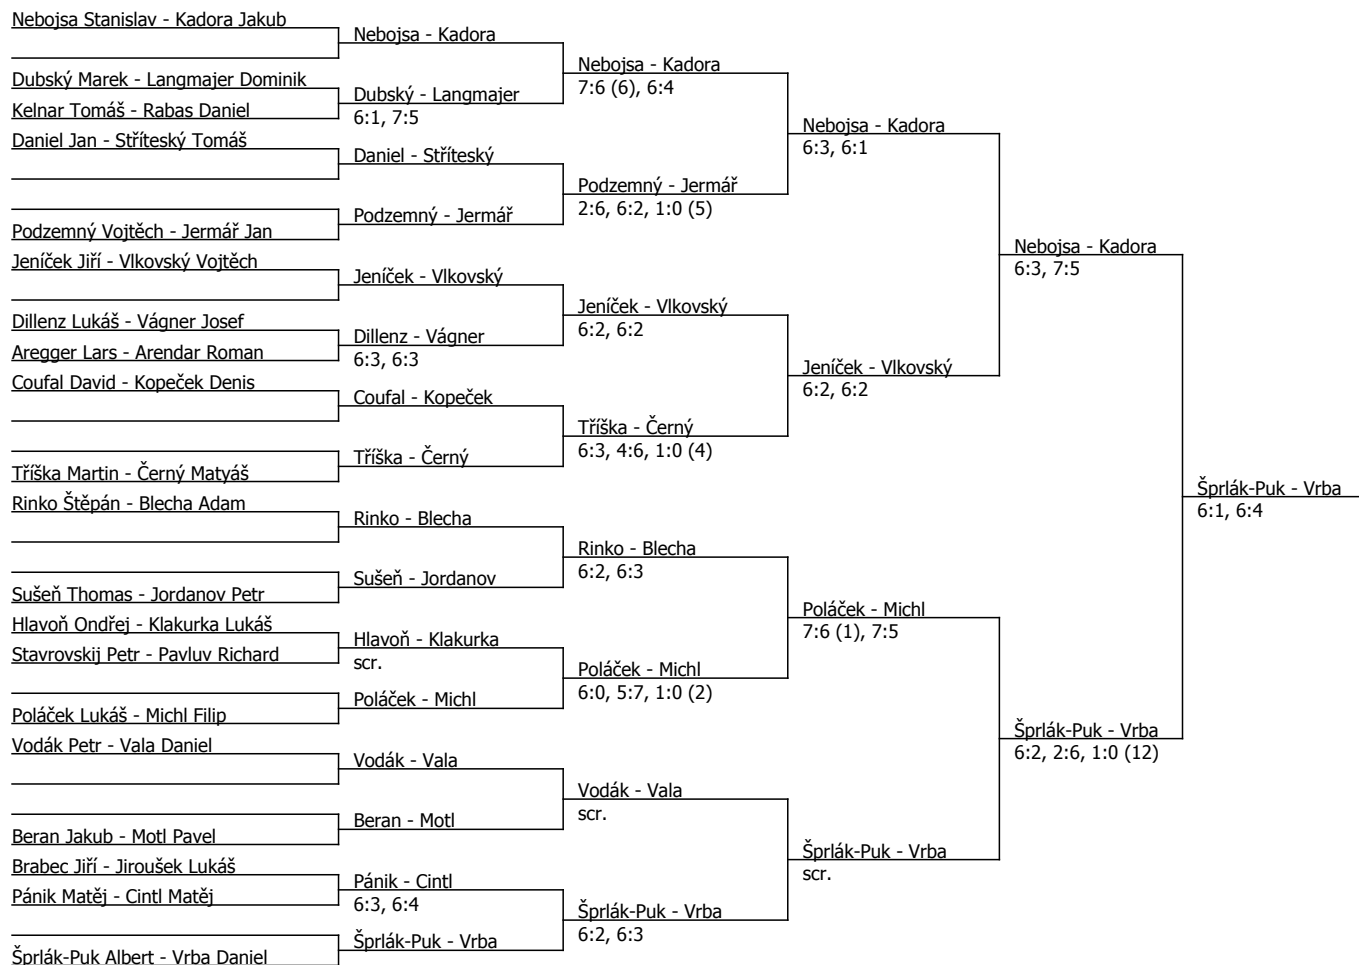 Nebojsa Stanislav - Kadora Jakub
Dubský Marek - Langmajer Dominik
Kelnar Tomáš - Rabas Daniel
Daniel Jan - Stříteský Tomáš
Podzemný Vojtěch - Jermář Jan
Jeníček Jiří - Vlkovský Vojtěch
Dillenz Lukáš - Vágner Josef
Aregger Lars - Arendar Roman
Coufal David - Kopeček Denis
Tříška Martin - Černý Matyáš
Rinko Štěpán - Blecha Adam
Sušeň Thomas - Jordanov Petr
Hlavoň Ondřej - Klakurka Lukáš
Stavrovskij Petr - Pavluv Richard
Poláček Lukáš - Michl Filip
Vodák Petr - Vala Daniel
Beran Jakub - Motl Pavel
Brabec Jiří - Jiroušek Lukáš
Pánik Matěj - Cintl Matěj
Šprlák-Puk Albert - Vrba Daniel
Nebojsa - Kadora
Dubský - Langmajer
6:1, 7:5
Daniel - Stříteský
Podzemný - Jermář
Jeníček - Vlkovský
Dillenz - Vágner
6:3, 6:3
Coufal - Kopeček
Tříška - Černý
Rinko - Blecha
Sušeň - Jordanov
Hlavoň - Klakurka
scr.
Poláček - Michl
Vodák - Vala
Beran - Motl
Pánik - Cintl
6:3, 6:4
Šprlák-Puk - Vrba
Nebojsa - Kadora
7:6 (6), 6:4
Podzemný - Jermář
2:6, 6:2, 1:0 (5)
Jeníček - Vlkovský
6:2, 6:2
Tříška - Černý
6:3, 4:6, 1:0 (4)
Rinko - Blecha
6:2, 6:3
Poláček - Michl
6:0, 5:7, 1:0 (2)
Vodák - Vala
scr.
Šprlák-Puk - Vrba
6:2, 6:3
Nebojsa - Kadora
6:3, 6:1
Jeníček - Vlkovský
6:2, 6:2
Poláček - Michl
7:6 (1), 7:5
Šprlák-Puk - Vrba
scr.
Nebojsa - Kadora
6:3, 7:5
Šprlák-Puk - Vrba
6:2, 2:6, 1:0 (12)
Šprlák-Puk - Vrba
6:1, 6:4